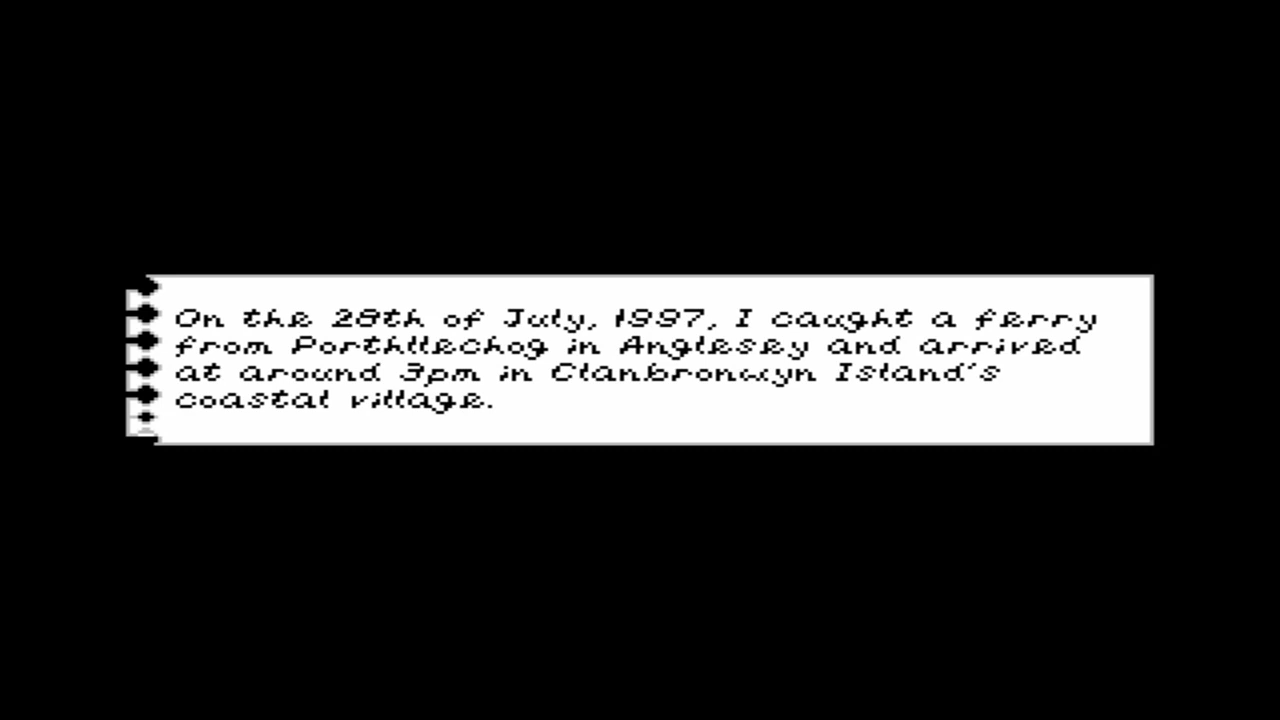 On the 28th of July, 1997, I caught a ferry
from Porthllechog in Anglesey and arrived
at around 3pm in Clanbronwyn Island's
coastal village.